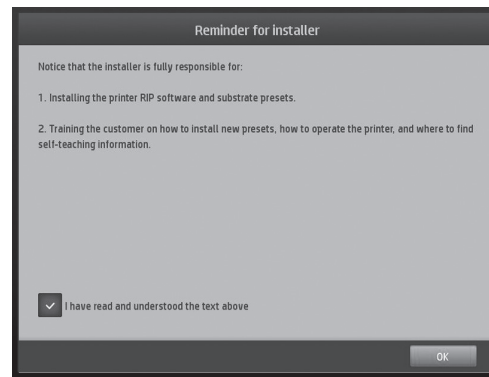 Reminder for installer
Notice that the installer is fully responsible for:
1. Installing the printer RIP software and substrate presets.
2. Training the customer on how to install new presets, how to operate the printer, and where to find
self-teaching information.
I have read and understood the text above
OK